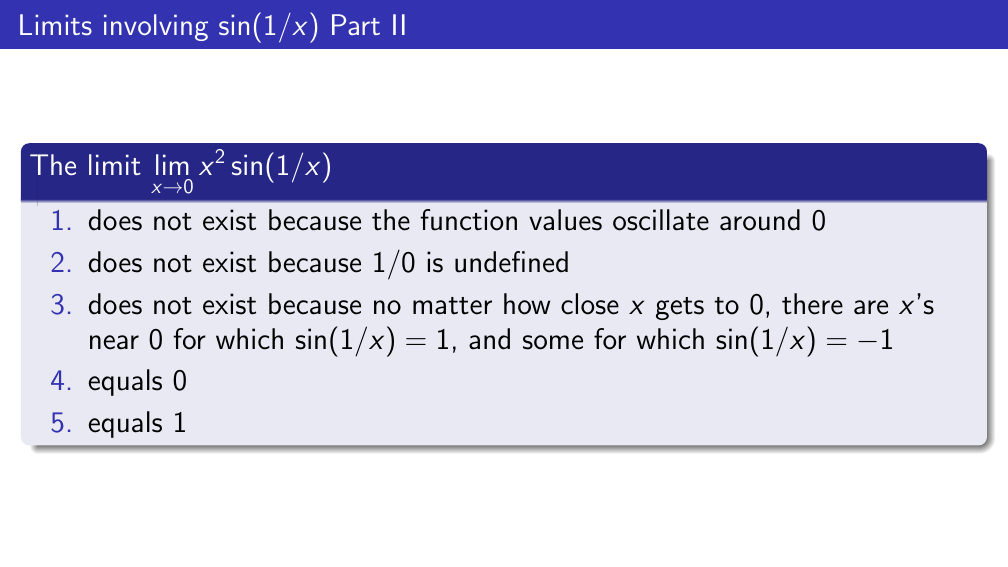 Limits involving sin(1/x) Part II
The limit lim x→0 x² sin(1/x)
1. does not exist because the function values oscillate around 0
2. does not exist because 1/0 is undefined
3. does not exist because no matter how close x gets to 0, there are x's
near 0 for which sin(1/x) = 1, and some for which sin(1/x) = −1
4. equals 0
5. equals 1